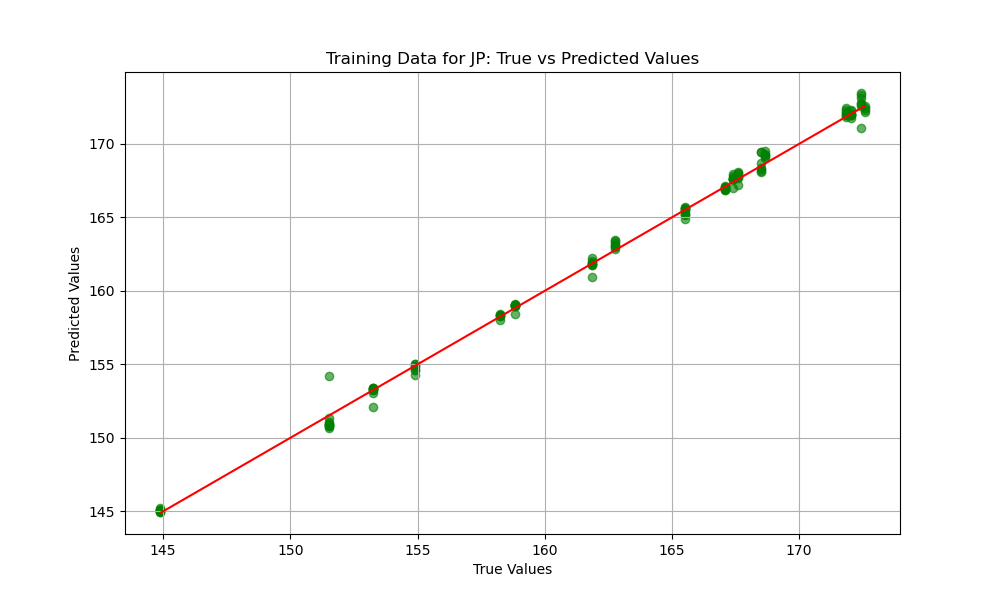 Training Data for JP: True vs Predicted Values
Predicted Values
170
165
160
155
150
145
145 150 155 160 165 170
True Values